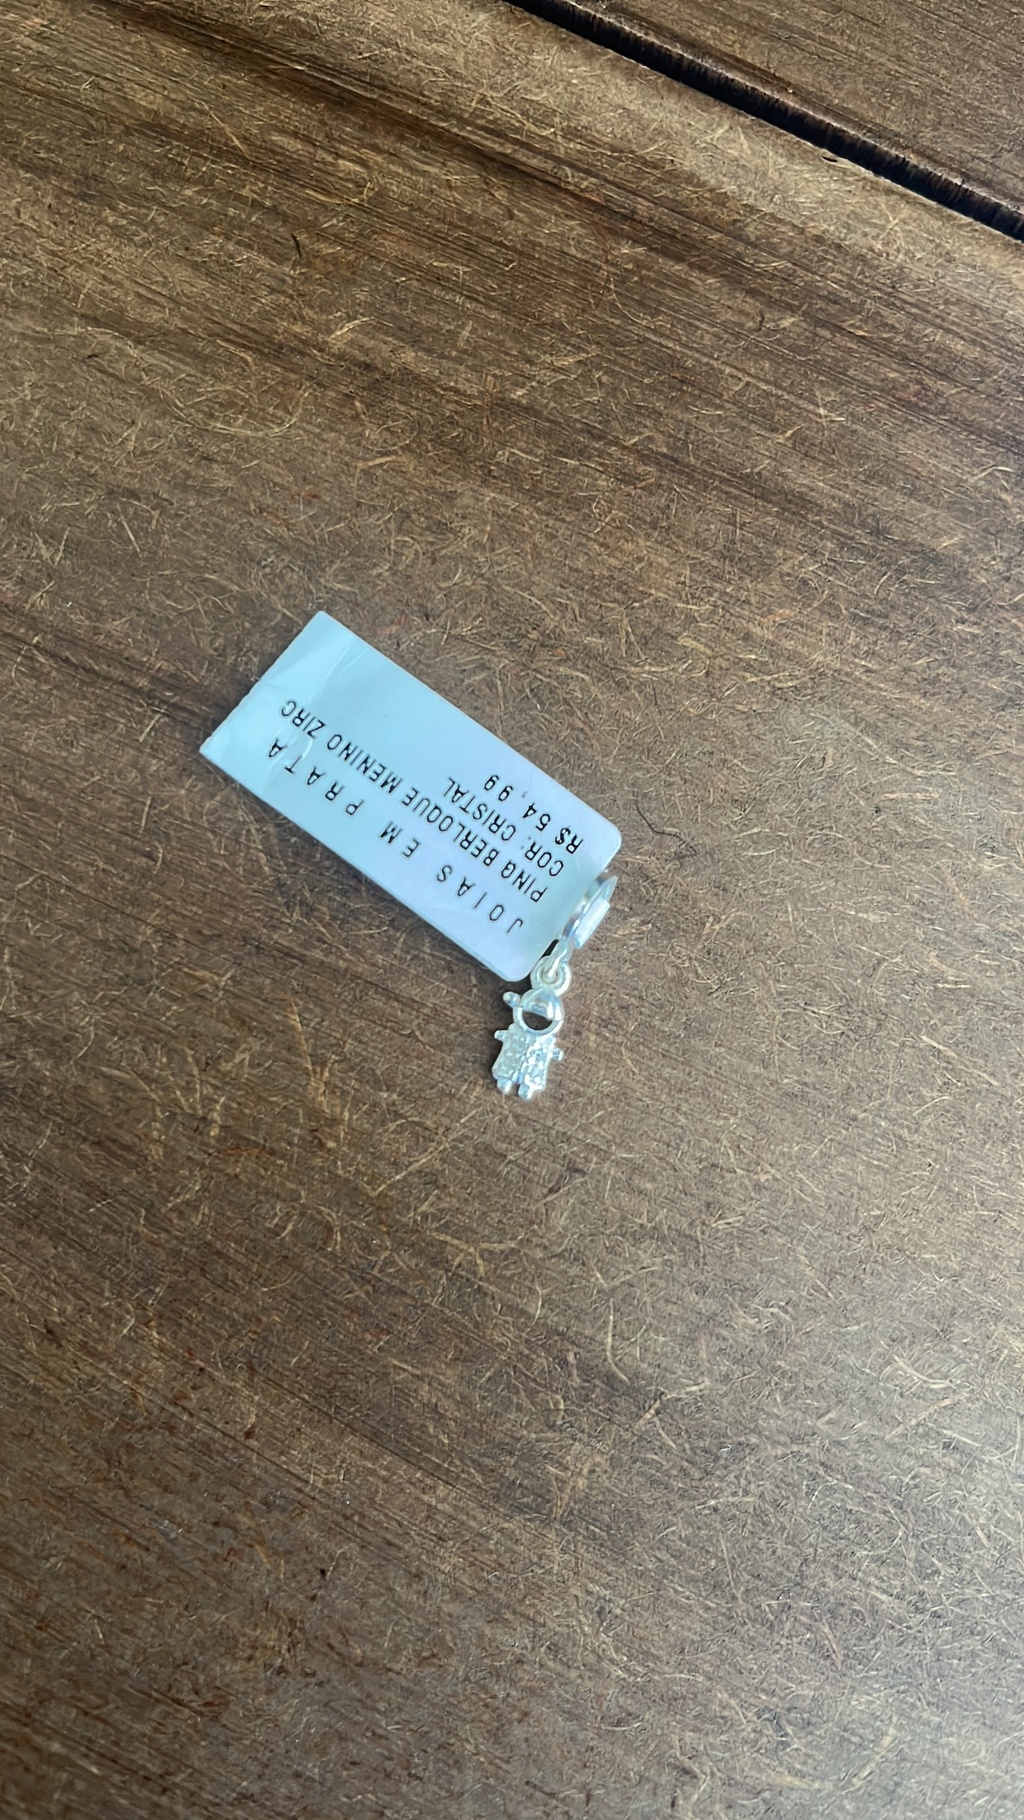 JOIAS EM PRATA
PING BERLOQUE MENINO ZIRC
COR: CRISTAL
R$ 54,99